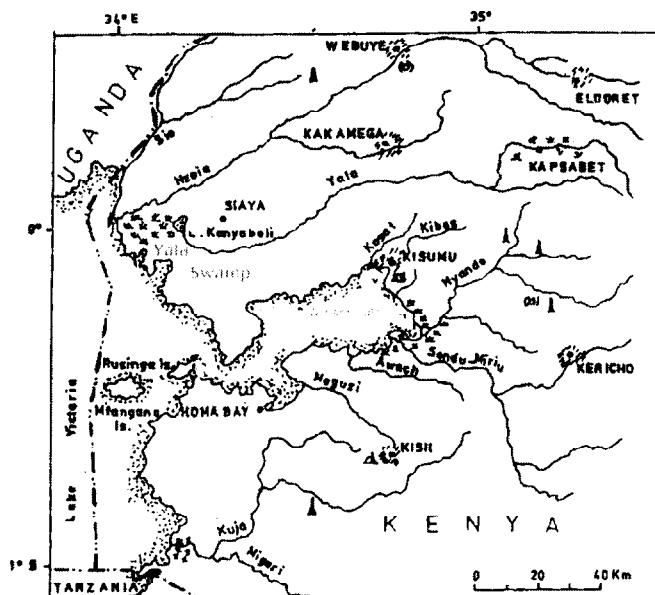 34°E
35°
WEBUYE
UGANDA
ELDORET
Sio
KAKAMEGA
KAPSABET
Nzoia
Yala
SIAYA
0°
L. Kanyaboli
Kibos
KISUMU
Yala
Swamp
Nyando
Sondu Miriu
Awach
KERICHO
Rusinga Is.
Mfangano
Is.
HOMA BAY
Lake Victoria
KISII
Kuja
KENYA
Migori
1°S
TANZANIA
0 20 40 Km